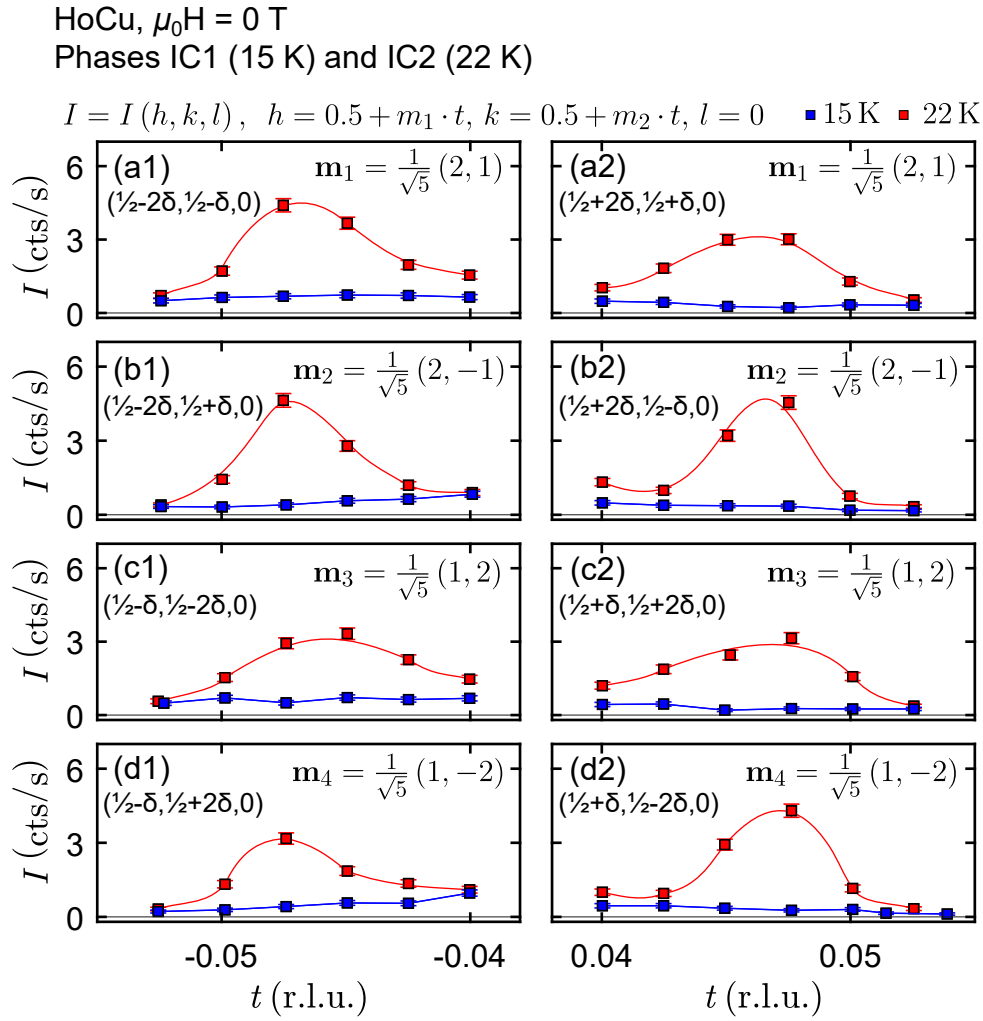 HoCu, μ₀H = 0 T
Phases IC1 (15 K) and IC2 (22 K)
I = I (h, k, l) , h = 0.5 + m₁ · t, k = 0.5 + m₂ · t, l = 0 15 K 22 K
(a1) m₁ = 1/√5 (2, 1)
(½-2δ,½-δ,0)
(a2) m₁ = 1/√5 (2, 1)
(½+2δ,½+δ,0)
I (cts/s)
6
3
0
(b1) m₂ = 1/√5 (2, −1)
(½-2δ,½+δ,0)
(b2) m₂ = 1/√5 (2, −1)
(½+2δ,½-δ,0)
I (cts/s)
6
3
0
(c1) m₃ = 1/√5 (1, 2)
(½-δ,½-2δ,0)
(c2) m₃ = 1/√5 (1, 2)
(½+δ,½+2δ,0)
I (cts/s)
6
3
0
(d1) m₄ = 1/√5 (1, −2)
(½-δ,½+2δ,0)
(d2) m₄ = 1/√5 (1, −2)
(½+δ,½-2δ,0)
I (cts/s)
6
3
0
-0.05 -0.04 0.04 0.05
t (r.l.u.) t (r.l.u.)